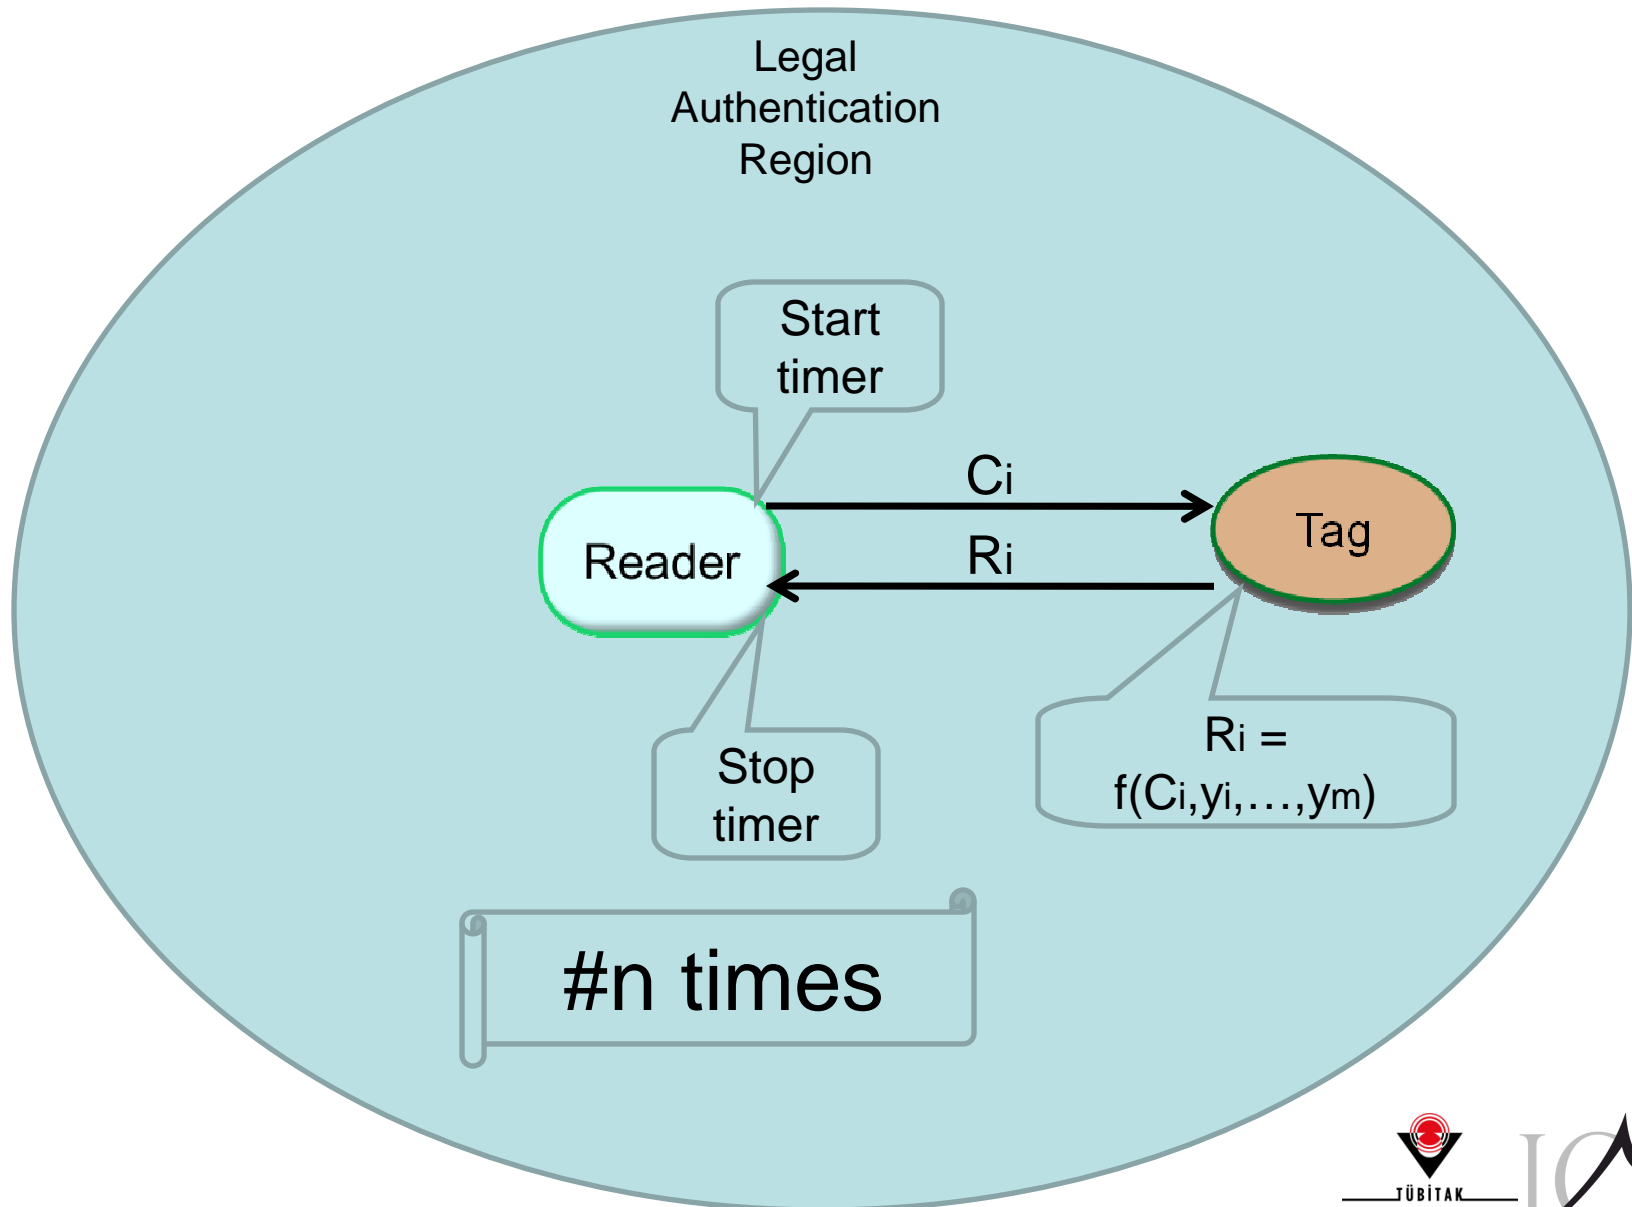 Legal
Authentication
Region
Start
timer
Ci
Reader
Tag
Ri
Stop
timer
Ri =
f(Ci,yi,…,ym)
#n times
TÜBİTAK